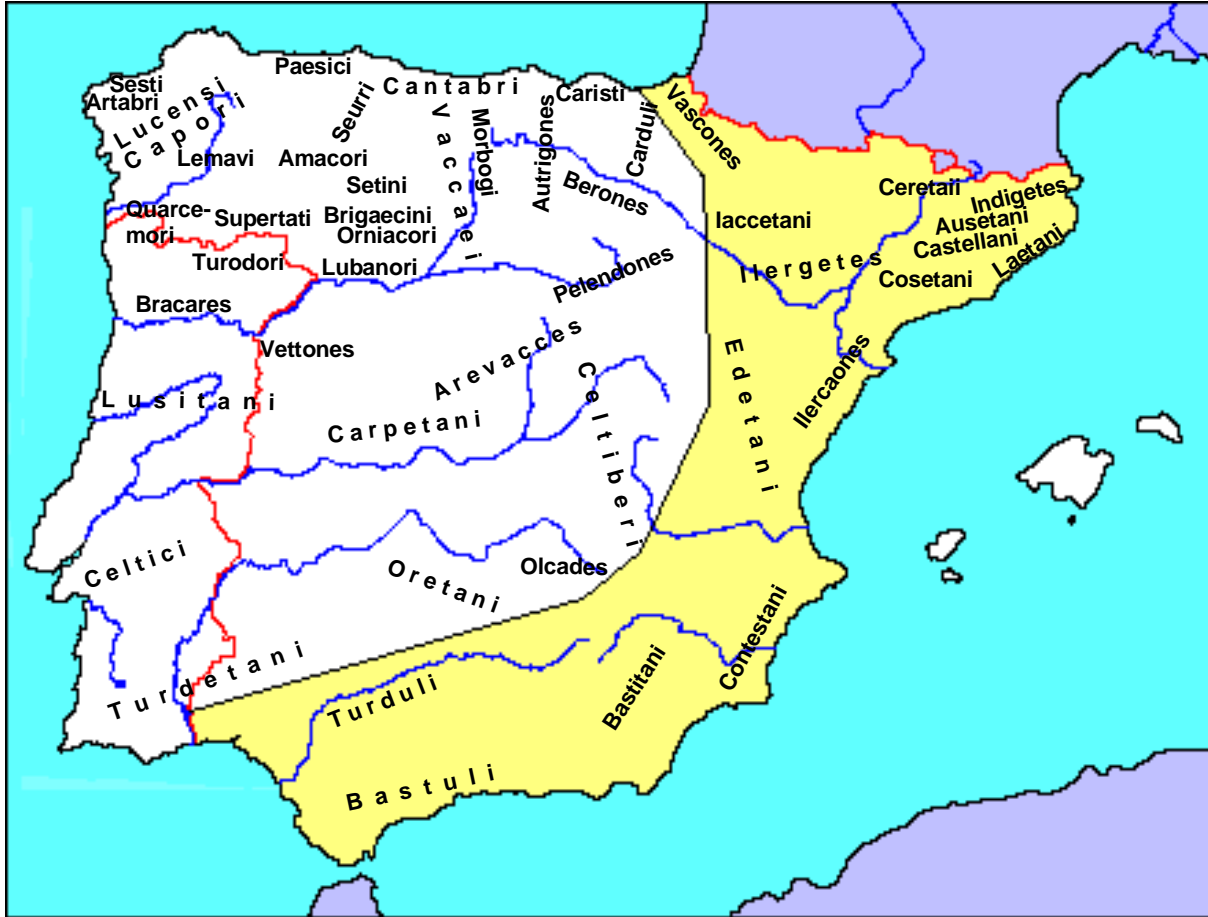 Paesici
Sesti
Artabri
Lucensi
Capori
Cantabri
Caristi
Seurri
Vaccaei
Morbogi
Autrigones
Carduli
Vascones
Lemavi
Amacori
Setini
Berones
Ceretaii
Indigetes
Quarce-
mori
Supertati
Brigaecini
Orniacori
Iaccetani
Ausetani
Castellani
Laetani
Turodori
Lubanori
Pelendones
Ilergetes
Cosetani
Bracares
Vettones
Arevacces
Celtiberi
Edetani
Ilercaones
Lusitani
Carpetani
Celtici
Oretani
Olcades
Turdetani
Turduli
Bastitani
Contestani
Bastuli